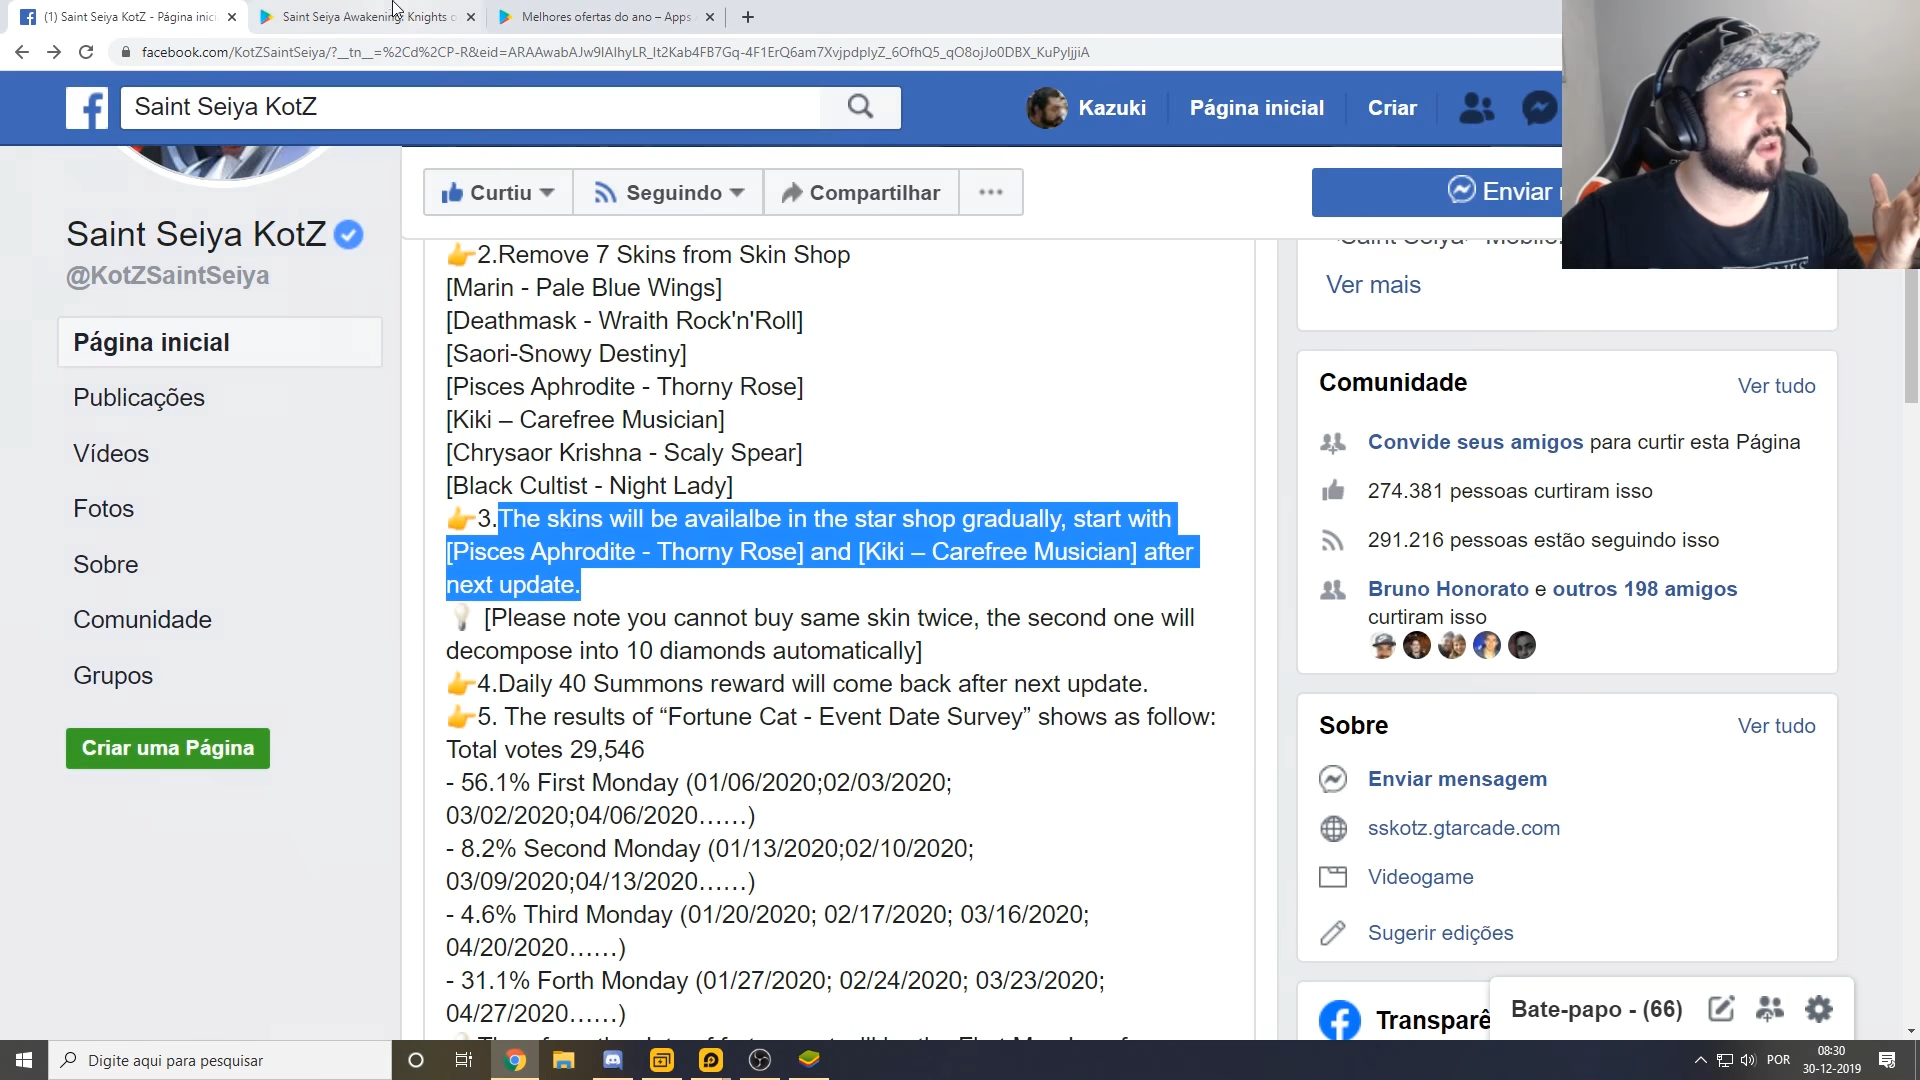 (1) Saint Seiya KotZ - Página inic
Saint Seiya Awakening: Knights o
Melhores ofertas do ano – Apps
facebook.com/KotZSaintSeiya/?__tn__=%2Cd%2CP-R&eid=ARAAwabAJw9IAlhyLR_lt2Kab4FB7Gq-4F1ErQ6am7XvjpdplyZ_6OfhQ5_qO8ojJo0DBX_KuPyljjiA
Saint Seiya KotZ
Kazuki
Página inicial
Criar
Curtiu
Seguindo
Compartilhar
Enviar
Saint Seiya KotZ
@KotZSaintSeiya
Página inicial
Publicações
Vídeos
Fotos
Sobre
Comunidade
Grupos
Criar uma Página
👉2.Remove 7 Skins from Skin Shop
[Marin - Pale Blue Wings]
[Deathmask - Wraith Rock'n'Roll]
[Saori-Snowy Destiny]
[Pisces Aphrodite - Thorny Rose]
[Kiki – Carefree Musician]
[Chrysaor Krishna - Scaly Spear]
[Black Cultist - Night Lady]
👉3.The skins will be availalbe in the star shop gradually, start with
[Pisces Aphrodite - Thorny Rose] and [Kiki – Carefree Musician] after
next update.
💡 [Please note you cannot buy same skin twice, the second one will
decompose into 10 diamonds automatically]
👉4.Daily 40 Summons reward will come back after next update.
👉5. The results of “Fortune Cat - Event Date Survey” shows as follow:
Total votes 29,546
- 56.1% First Monday (01/06/2020;02/03/2020;
03/02/2020;04/06/2020……)
- 8.2% Second Monday (01/13/2020;02/10/2020;
03/09/2020;04/13/2020……)
- 4.6% Third Monday (01/20/2020; 02/17/2020; 03/16/2020;
04/20/2020……)
- 31.1% Forth Monday (01/27/2020; 02/24/2020; 03/23/2020;
04/27/2020……)
Ver mais
Comunidade
Ver tudo
Convide seus amigos para curtir esta Página
274.381 pessoas curtiram isso
291.216 pessoas estão seguindo isso
Bruno Honorato e outros 198 amigos
curtiram isso
Sobre
Ver tudo
Enviar mensagem
sskotz.gtarcade.com
Videogame
Sugerir edições
Transparê
Bate-papo - (66)
Digite aqui para pesquisar
POR
08:30
30-12-2019